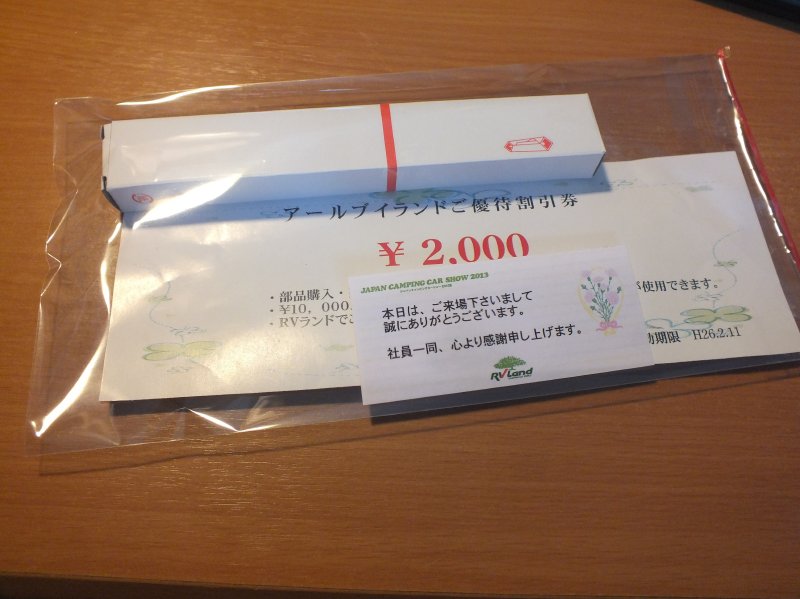 アールブイランドご優待割引券
¥ 2,000
・部品購入・
が使用できます。
・¥10, 000
・RVランドでご
期限 H26.2.11
JAPAN CAMPING CAR SHOW 2013
本日は、ご来場下さいまして
誠にありがとうございます。
社員一同、心より感謝申し上げます。
RV Land